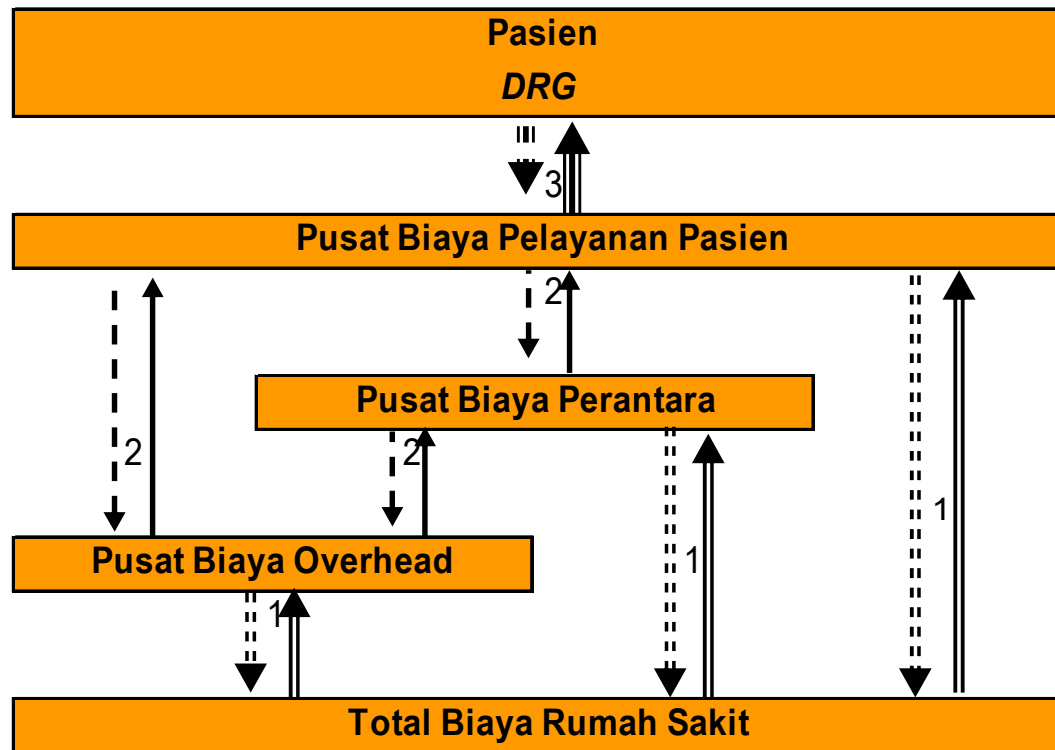 Pasien
DRG
3
Pusat Biaya Pelayanan Pasien
2
Pusat Biaya Perantara
2
2
1
1
Pusat Biaya Overhead
1
Total Biaya Rumah Sakit